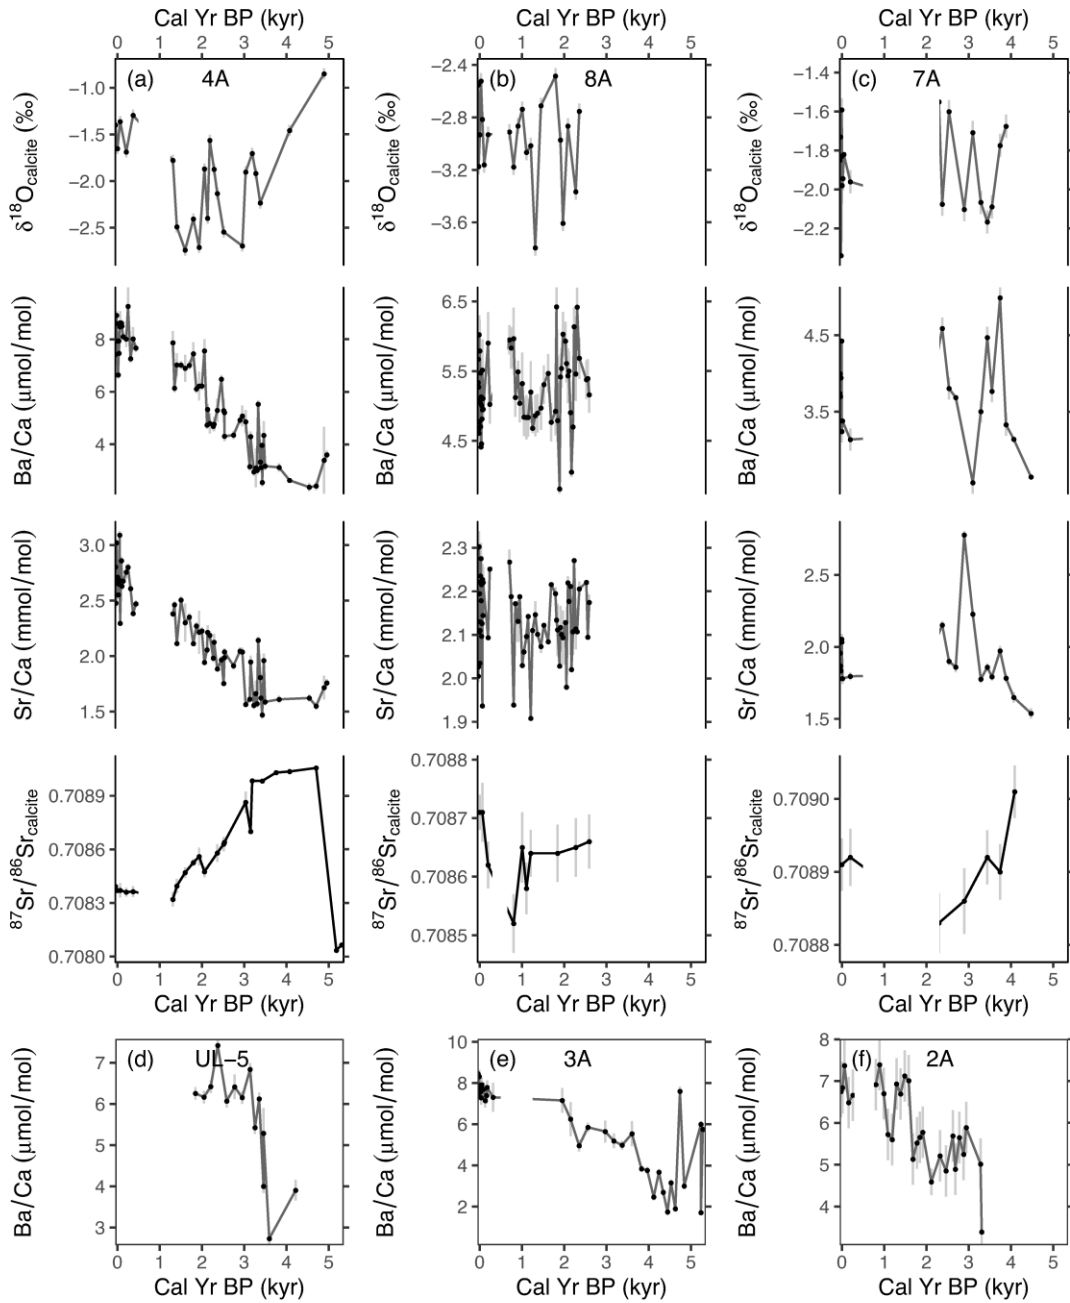 Cal Yr BP (kyr) Cal Yr BP (kyr) Cal Yr BP (kyr)
0 1 2 3 4 5 0 1 2 3 4 5 0 1 2 3 4 5
(a) 4A (b) 8A (c) 7A
δ18Ocalcite (‰)
−1.0
−1.5
−2.0
−2.5
δ18Ocalcite (‰)
−2.4
−2.8
−3.2
−3.6
δ18Ocalcite (‰)
−1.4
−1.6
−1.8
−2.0
−2.2
Ba/Ca (μmol/mol)
8
6
4
Ba/Ca (μmol/mol)
6.5
5.5
4.5
Ba/Ca (μmol/mol)
4.5
3.5
Sr/Ca (mmol/mol)
3.0
2.5
2.0
1.5
Sr/Ca (mmol/mol)
2.3
2.2
2.1
2.0
1.9
Sr/Ca (mmol/mol)
2.5
2.0
1.5
87Sr/86Srcalcite
0.7089
0.7086
0.7083
0.7080
87Sr/86Srcalcite
0.7088
0.7087
0.7086
0.7085
87Sr/86Srcalcite
0.7090
0.7089
0.7088
0 1 2 3 4 5 0 1 2 3 4 5 0 1 2 3 4 5
Cal Yr BP (kyr) Cal Yr BP (kyr) Cal Yr BP (kyr)
(d) UL−5 (e) 3A (f) 2A
Ba/Ca (μmol/mol)
7
6
5
4
3
Ba/Ca (μmol/mol)
10
8
6
4
2
Ba/Ca (μmol/mol)
8
7
6
5
4
0 1 2 3 4 5 0 1 2 3 4 5 0 1 2 3 4 5
Cal Yr BP (kyr) Cal Yr BP (kyr) Cal Yr BP (kyr)